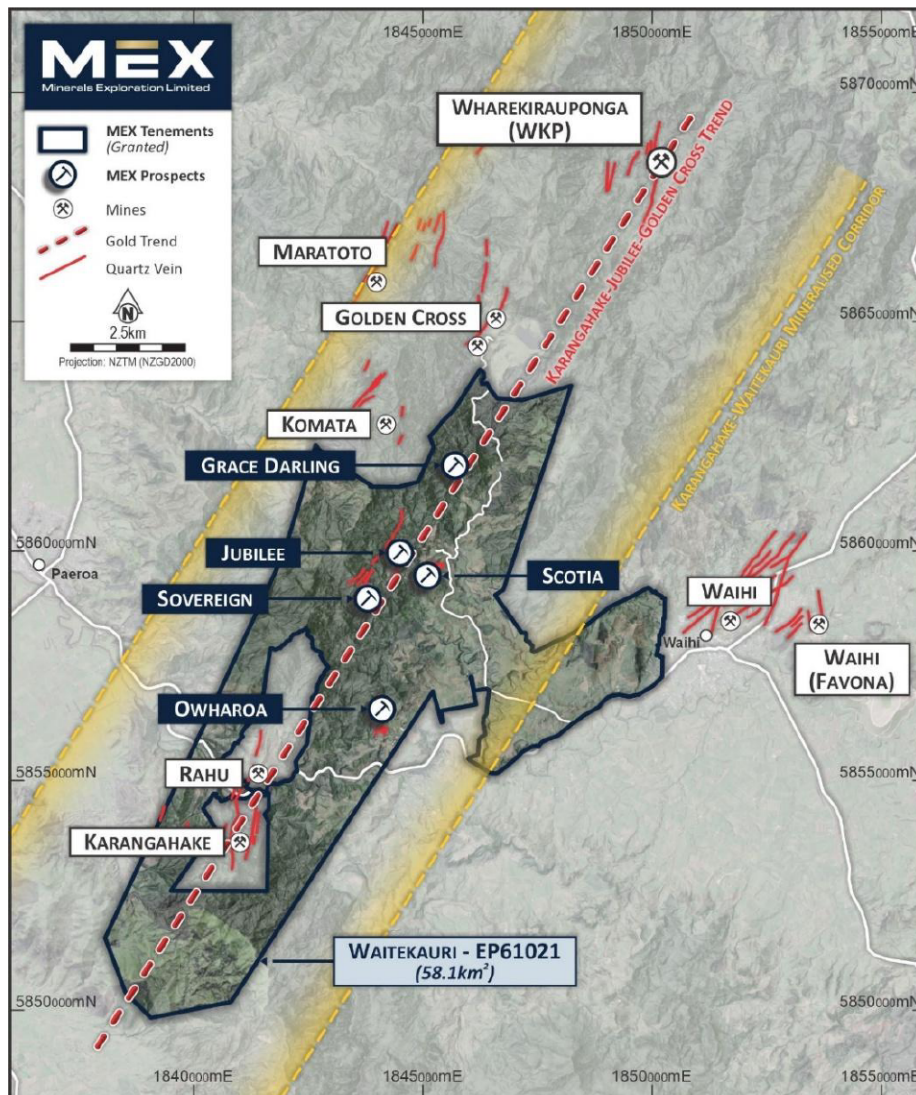 1845000mE
1850000mE
1855000mE
MEX
Minerals Exploration Limited
MEX Tenements
(Granted)
MEX Prospects
Mines
Gold Trend
Quartz Vein
N
2.5km
Projection: NZTM (NZGD2000)
5870000mN
WHAREKIRAUPONGA
(WKP)
KARANGAHAKE-JUBILEE-GOLDEN CROSS TREND
KARANGAHAKE-WAITEKAURI MINERALISED CORRIDOR
MARATOTO
GOLDEN CROSS
5865000mN
KOMATA
GRACE DARLING
5860000mN
5860000mN
Paeroa
JUBILEE
SCOTIA
SOVEREIGN
WAIHI
Waihi
WAIHI
(FAVONA)
OWHAROA
RAHU
5855000mN
5855000mN
KARANGAHAKE
WAITEKAURI - EP61021
(58.1km²)
5850000mN
5850000mN
1840000mE
1845000mE
1850000mE
1855000mE